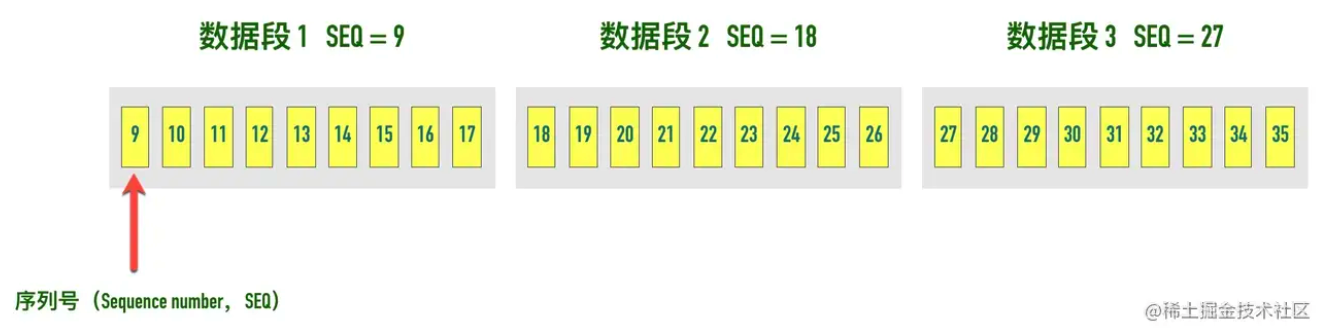 数据段 1 SEQ = 9
数据段 2 SEQ = 18
数据段 3 SEQ = 27
9 10 11 12 13 14 15 16 17
18 19 20 21 22 23 24 25 26
27 28 29 30 31 32 33 34 35
序列号（Sequence number，SEQ）
@稀土掘金技术社区